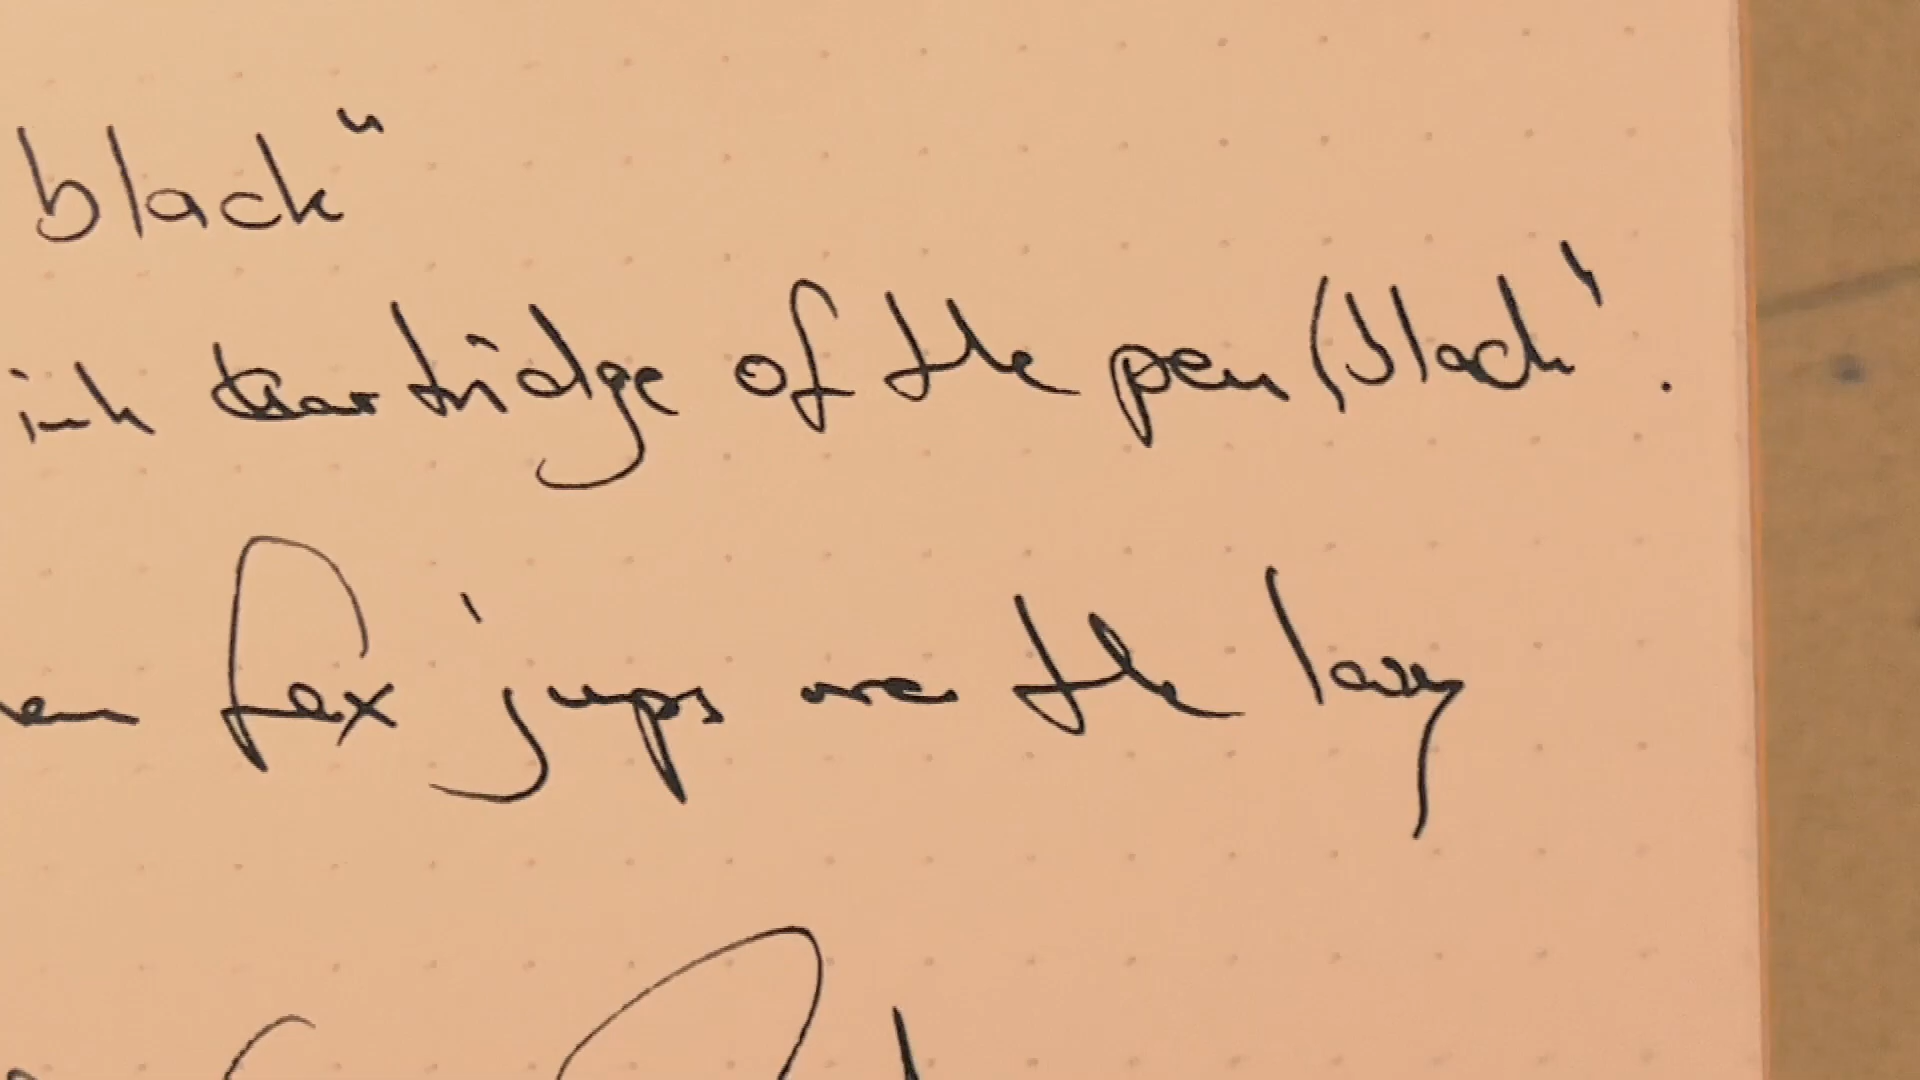 black"
ink cartridge of the pen (black".
fox jumps over the lazy